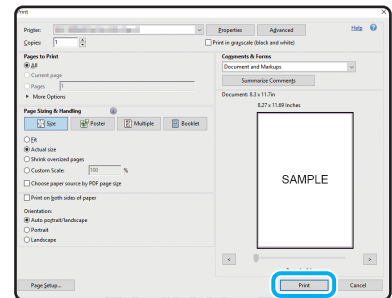 Print
Printer: Properties Advanced Help
Copies: 1 Print in grayscale (black and white)
Pages to Print
All
Current page
Pages 1
More Options
Page Sizing & Handling
Size Poster Multiple Booklet
Fit
Actual size
Shrink oversized pages
Custom Scale: 100 %
Choose paper source by PDF page size
Print on both sides of paper
Orientation:
Auto portrait/landscape
Portrait
Landscape
Comments & Forms
Document and Markups
Summarize Comments
Document: 8.3 x 11.7in
8.27 x 11.69 Inches
SAMPLE
< >
Page Setup... Print Cancel